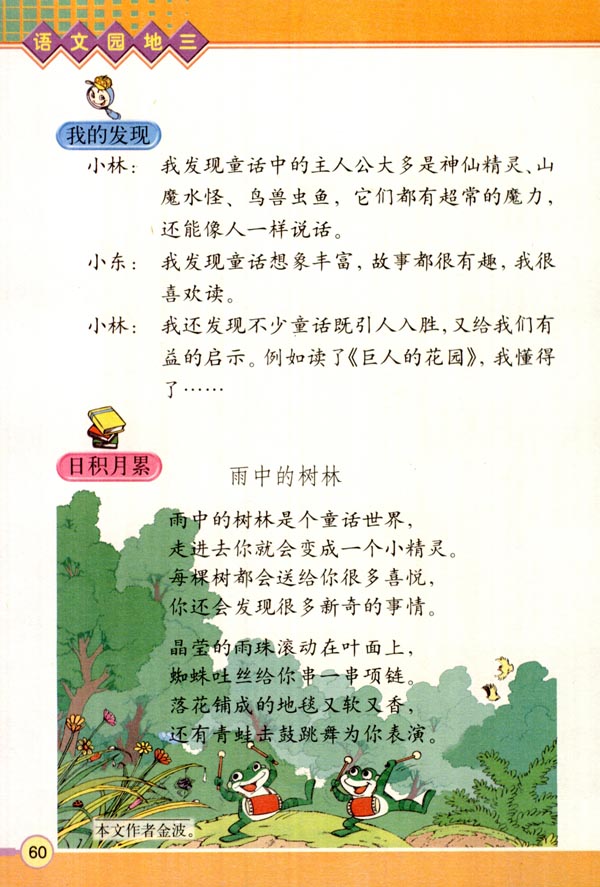 语文园地三
我的发现
小林：我发现童话中的主人公大多是神仙精灵、山
魔水怪、鸟兽虫鱼，它们都有超常的魔力，
还能像人一样说话。
小东：我发现童话想象丰富，故事都很有趣，我很
喜欢读。
小林：我还发现不少童话既引人入胜，又给我们有
益的启示。例如读了《巨人的花园》，我懂得
了……
日积月累
雨中的树林
雨中的树林是个童话世界，
走进去你就会变成一个小精灵。
每棵树都会送给你很多喜悦，
你还会发现很多新奇的事情。
晶莹的雨珠滚动在叶面上，
蜘蛛吐丝给你串一串项链。
落花铺成的地毯又软又香，
还有青蛙击鼓跳舞为你表演。
本文作者金波。
60